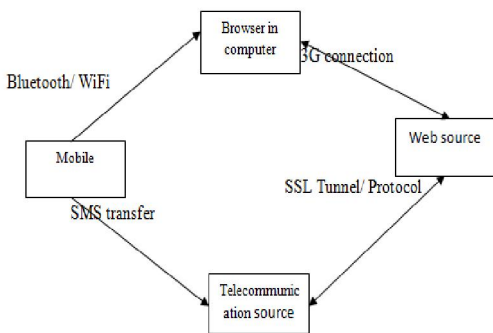 Browser in
computer
3G connection
Bluetooth/ WiFi
Web source
Mobile
SSL Tunnel/ Protocol
SMS transfer
Telecommunic
ation source